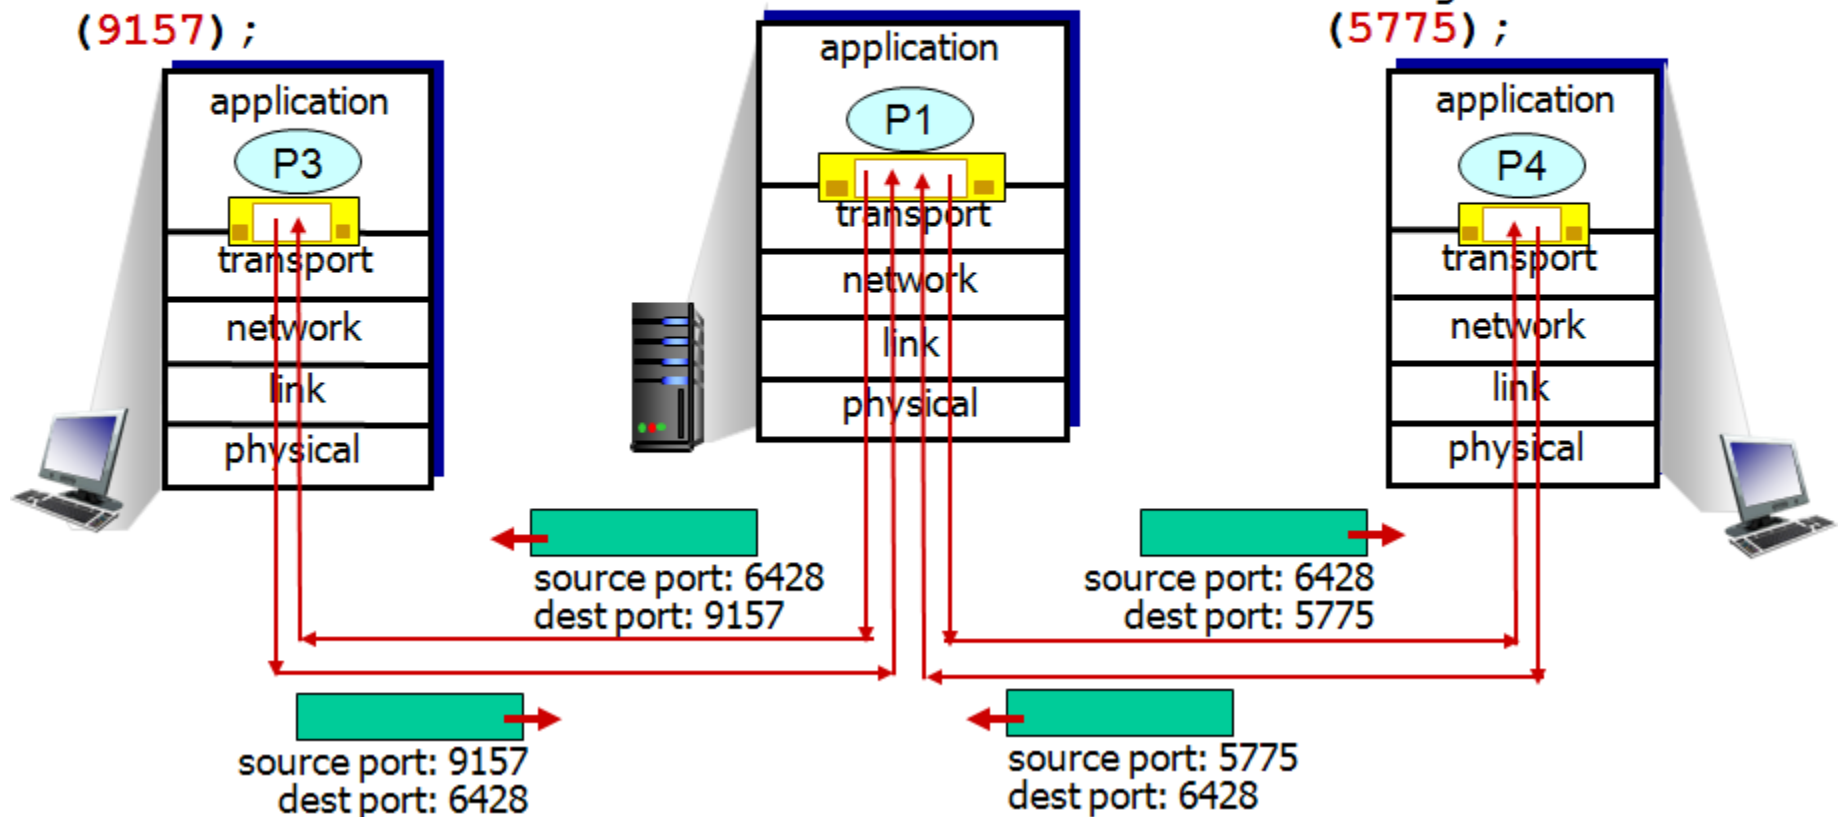 (9157);
application
P3
transport
network
link
physical
application
P1
transport
network
link
physical
(5775);
application
P4
transport
network
link
physical
source port: 6428
dest port: 9157
source port: 6428
dest port: 5775
source port: 9157
dest port: 6428
source port: 5775
dest port: 6428